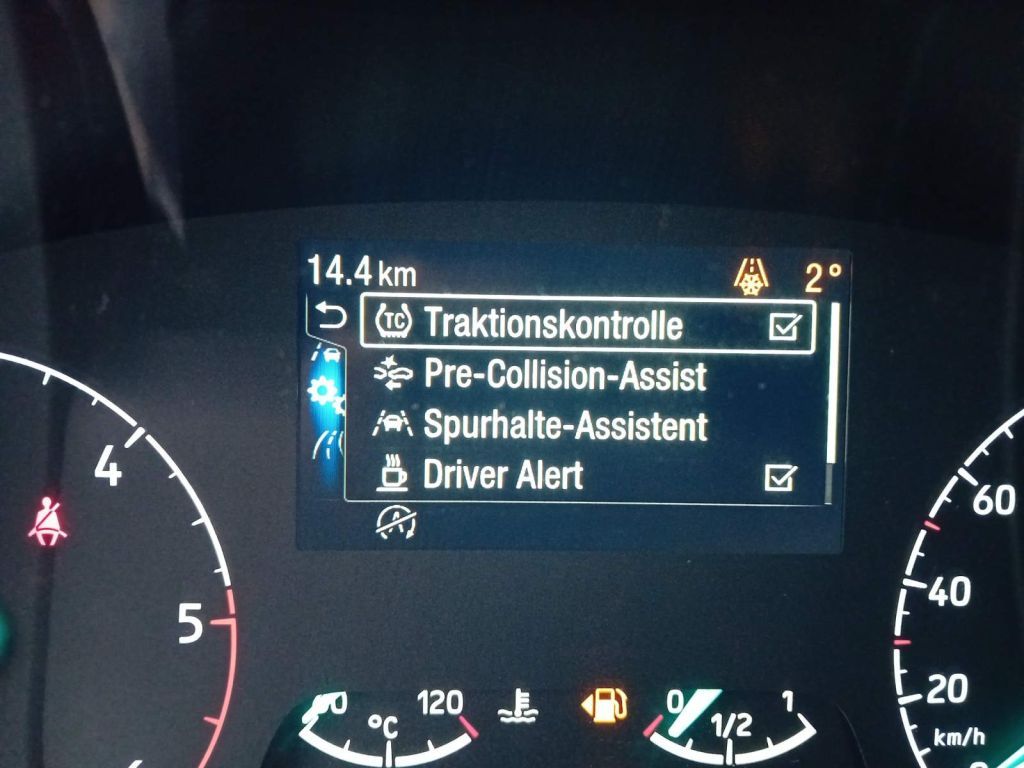 14.4 km 2°
TC Traktionskontrolle
Pre-Collision-Assist
Spurhalte-Assistent
Driver Alert
A
4
5
60
40
20
km/h
120
°C
0
1/2
1